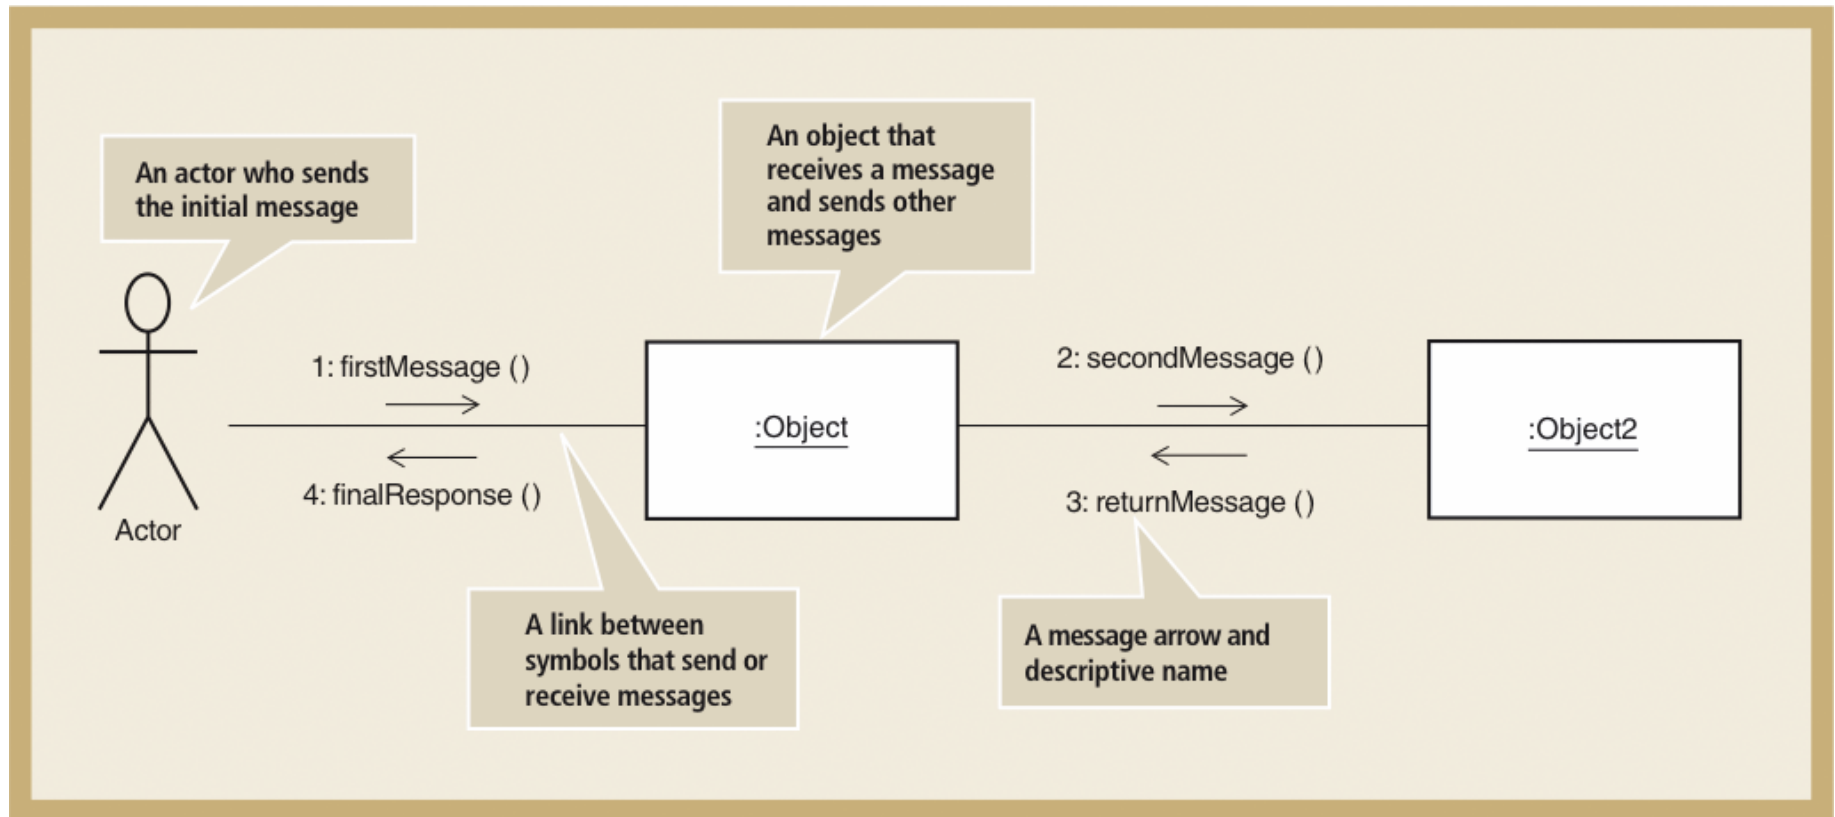 An actor who sends
the initial message
An object that
receives a message
and sends other
messages
1: firstMessage ()
2: secondMessage ()
:Object
:Object2
4: finalResponse ()
3: returnMessage ()
Actor
A link between
symbols that send or
receive messages
A message arrow and
descriptive name